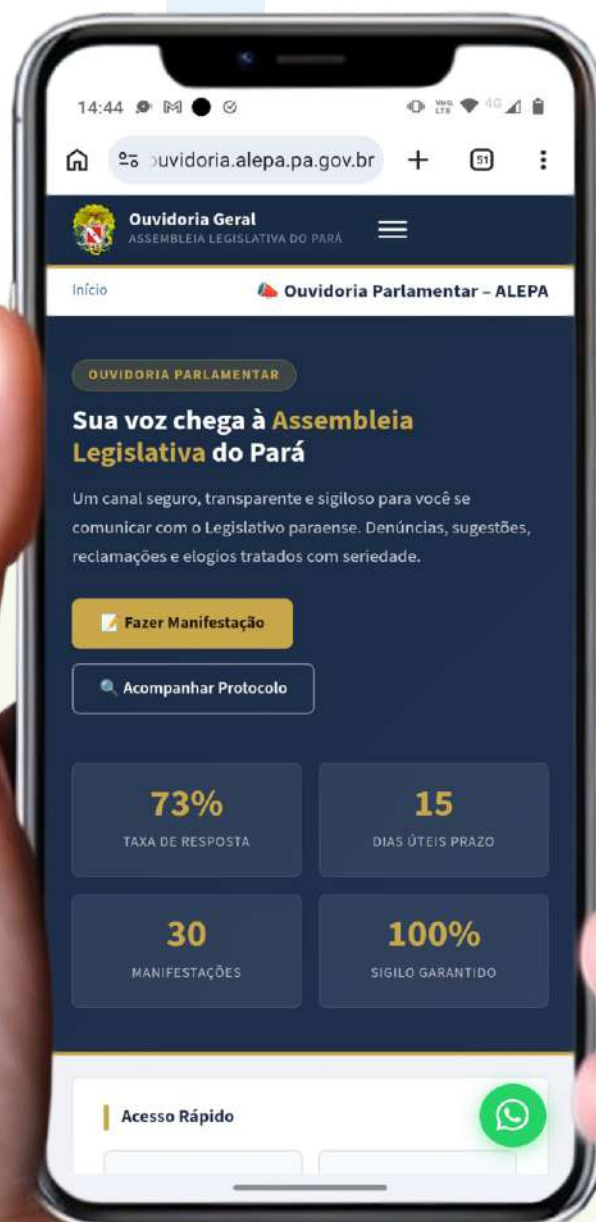 14:44
Vo))
LTE
4G
ouvidoria.alepa.pa.gov.br
51
Ouvidoria Geral
ASSEMBLEIA LEGISLATIVA DO PARÁ
Início
Ouvidoria Parlamentar – ALEPA
OUVIDORIA PARLAMENTAR
Sua voz chega à Assembleia
Legislativa do Pará
Um canal seguro, transparente e sigiloso para você se
comunicar com o Legislativo paraense. Denúncias, sugestões,
reclamações e elogios tratados com seriedade.
Fazer Manifestação
Acompanhar Protocolo
73%
TAXA DE RESPOSTA
15
DIAS ÚTEIS PRAZO
30
MANIFESTAÇÕES
100%
SIGILO GARANTIDO
Acesso Rápido